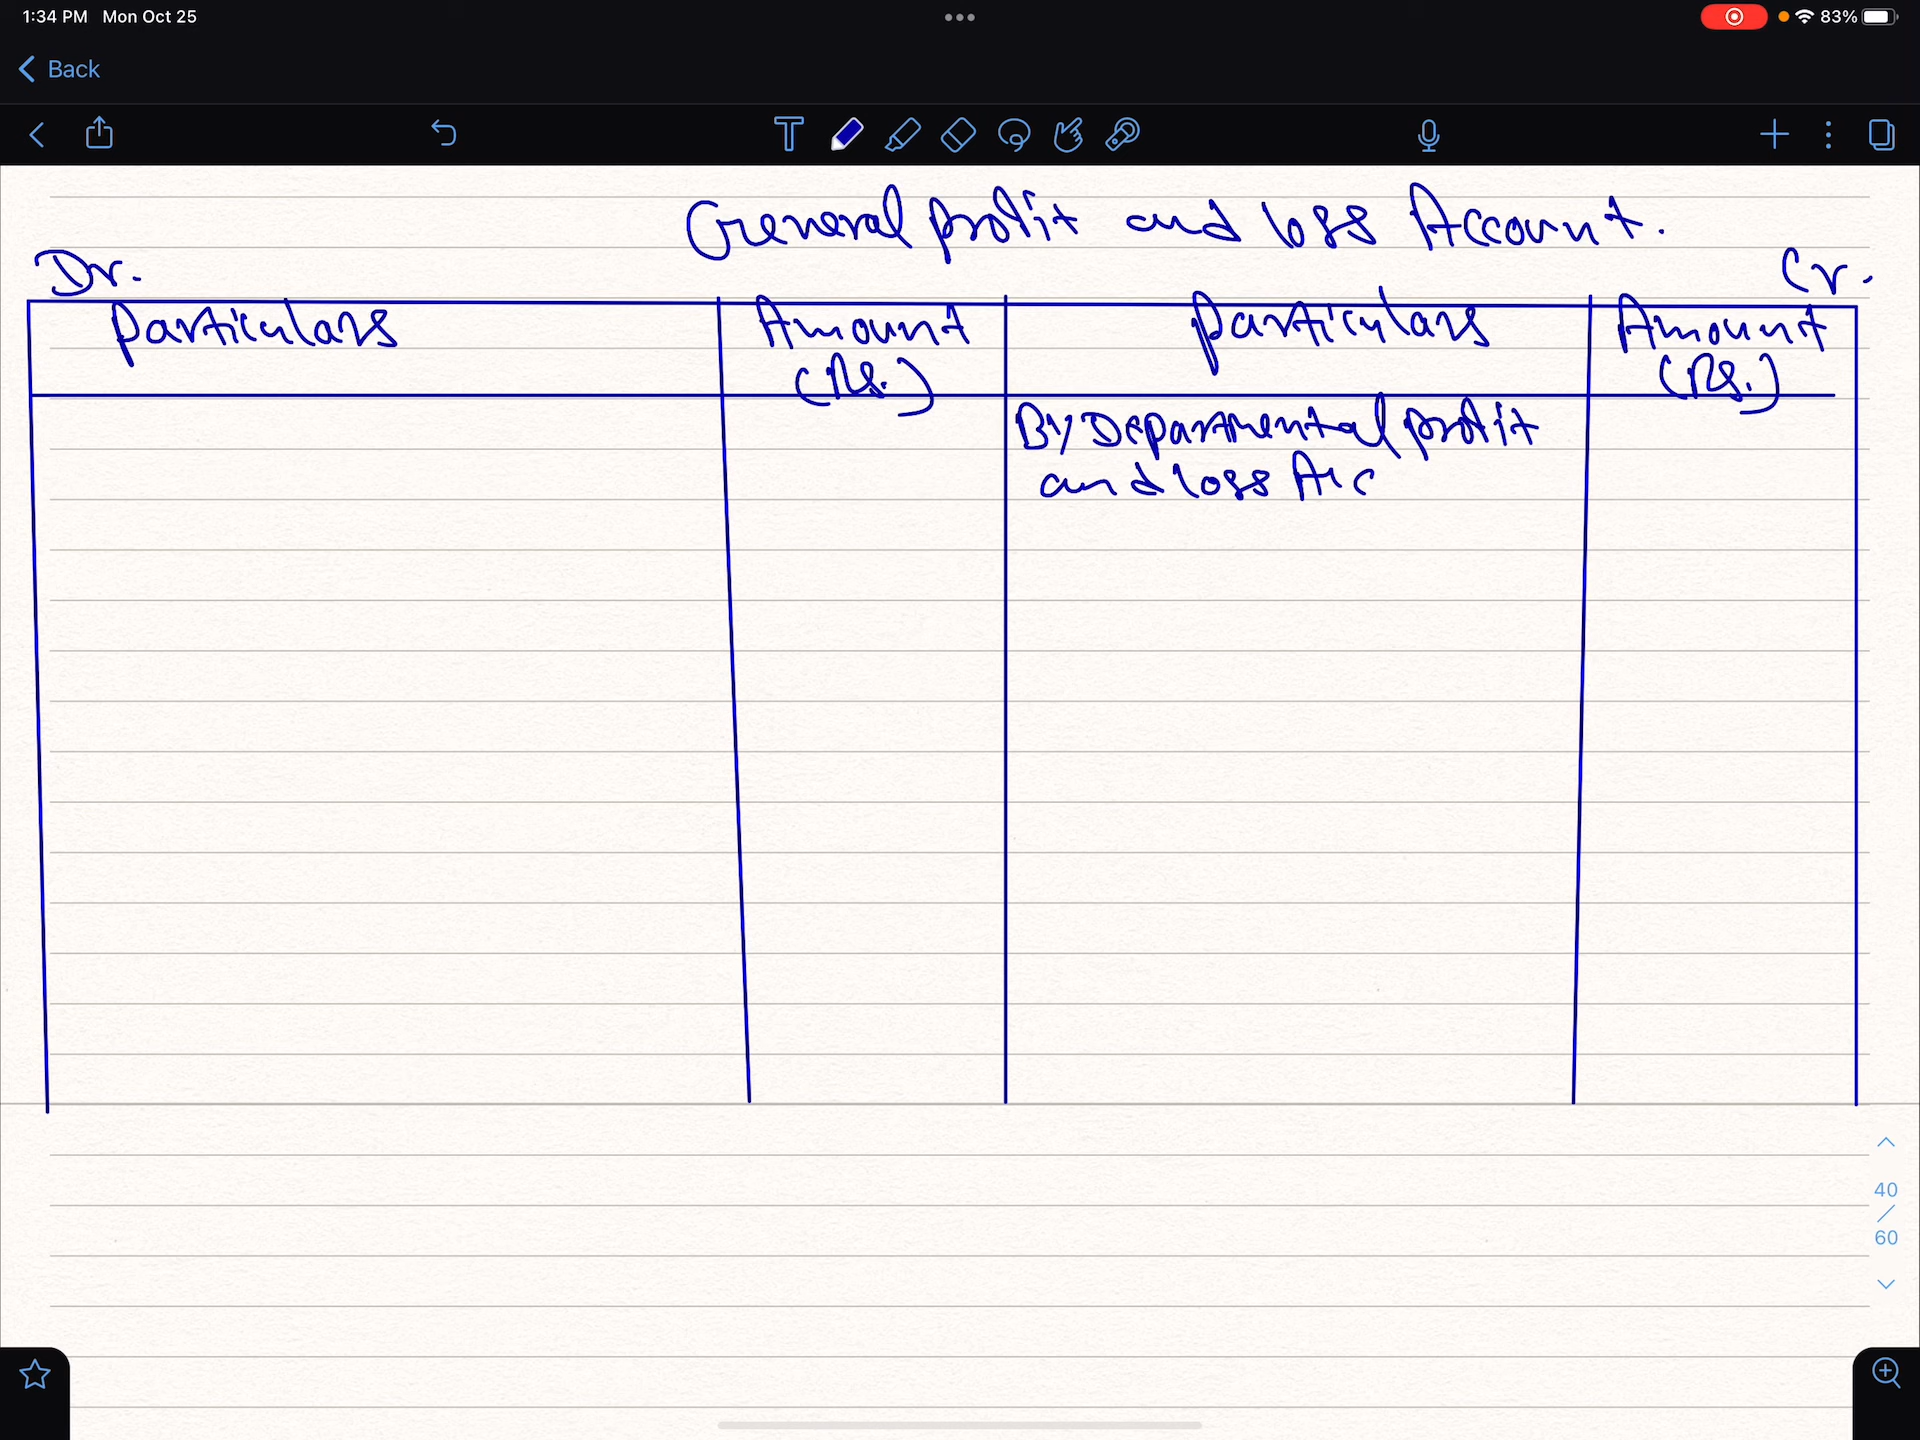 1:34 PM Mon Oct 25
83%
Back
General profit and loss Account.
Dr.
Cr.
Particulars Amount Particulars Amount
(Rs.) (Rs.)
By Departmental profit
and loss A/c
40
/
60